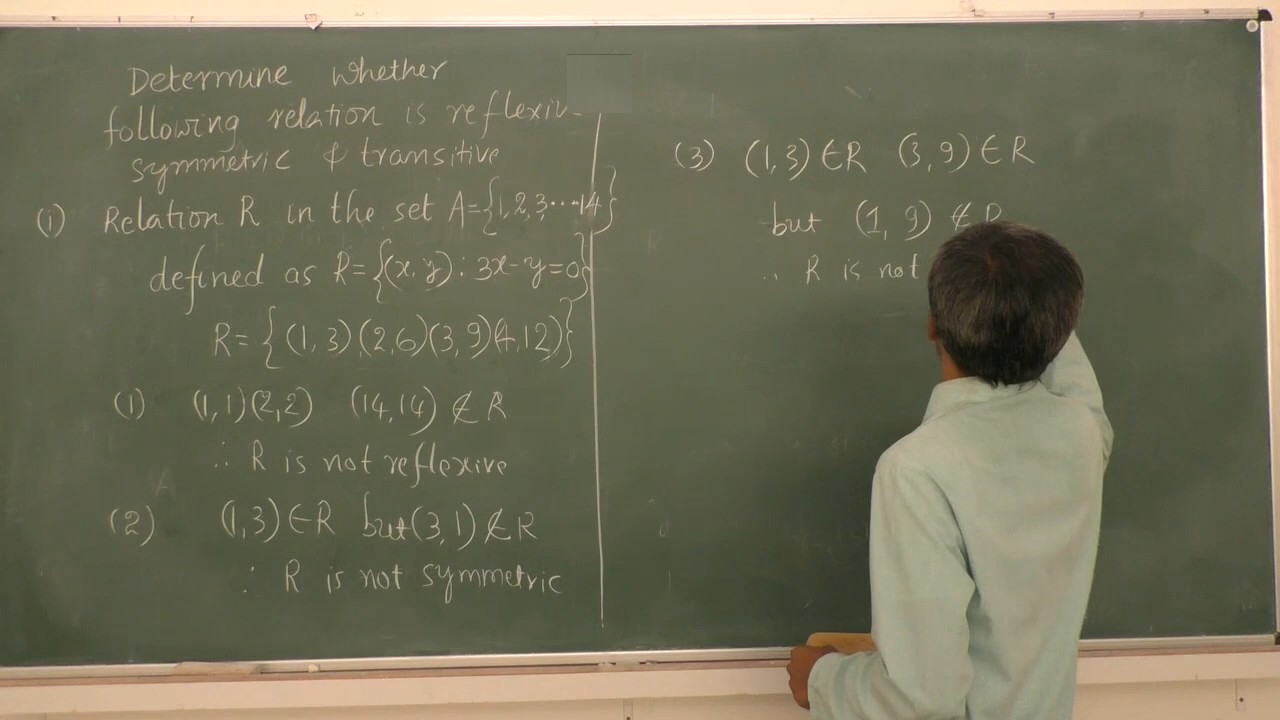 Determine whether
following relation is reflexiv
symmetric & transitive
(i) Relation R in the set A={1,2,3···14}
defined as R={(x,y): 3x-y=0}
R={(1,3)(2,6)(3,9)(4,12)}
(1) (1,1)(2,2) (14,14) ∉ R
∴ R is not reflexive
(2) (1,3)∈R but(3,1)∉R
∴ R is not symmetric
(3) (1,3)∈R (3,9)∈R
but (1,9) ∉ R
∴ R is not